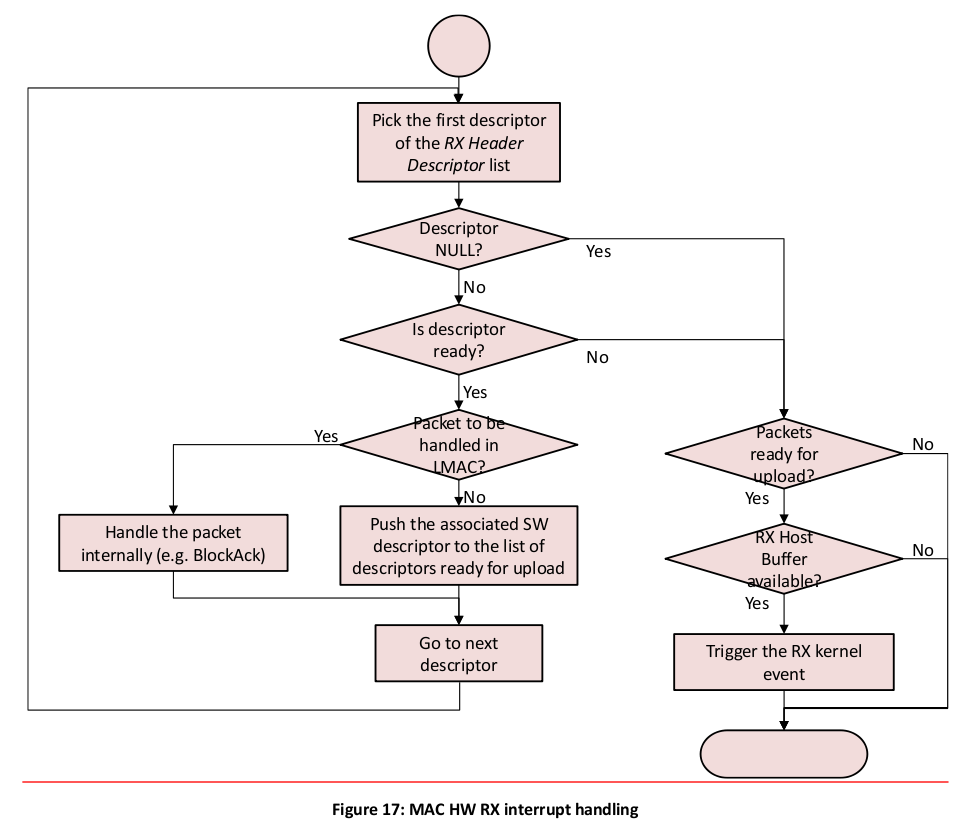 Pick the first descriptor
of the RX Header
Descriptor list
Descriptor
NULL?
Yes
No
Is descriptor
ready?
No
Yes
Packet to be
handled in
LMAC?
Yes
No
Handle the packet
internally (e.g. BlockAck)
Push the associated SW
descriptor to the list of
descriptors ready for upload
Go to next
descriptor
Packets
ready for
upload?
No
Yes
RX Host
Buffer
available?
No
Yes
Trigger the RX kernel
event
Figure 17: MAC HW RX interrupt handling